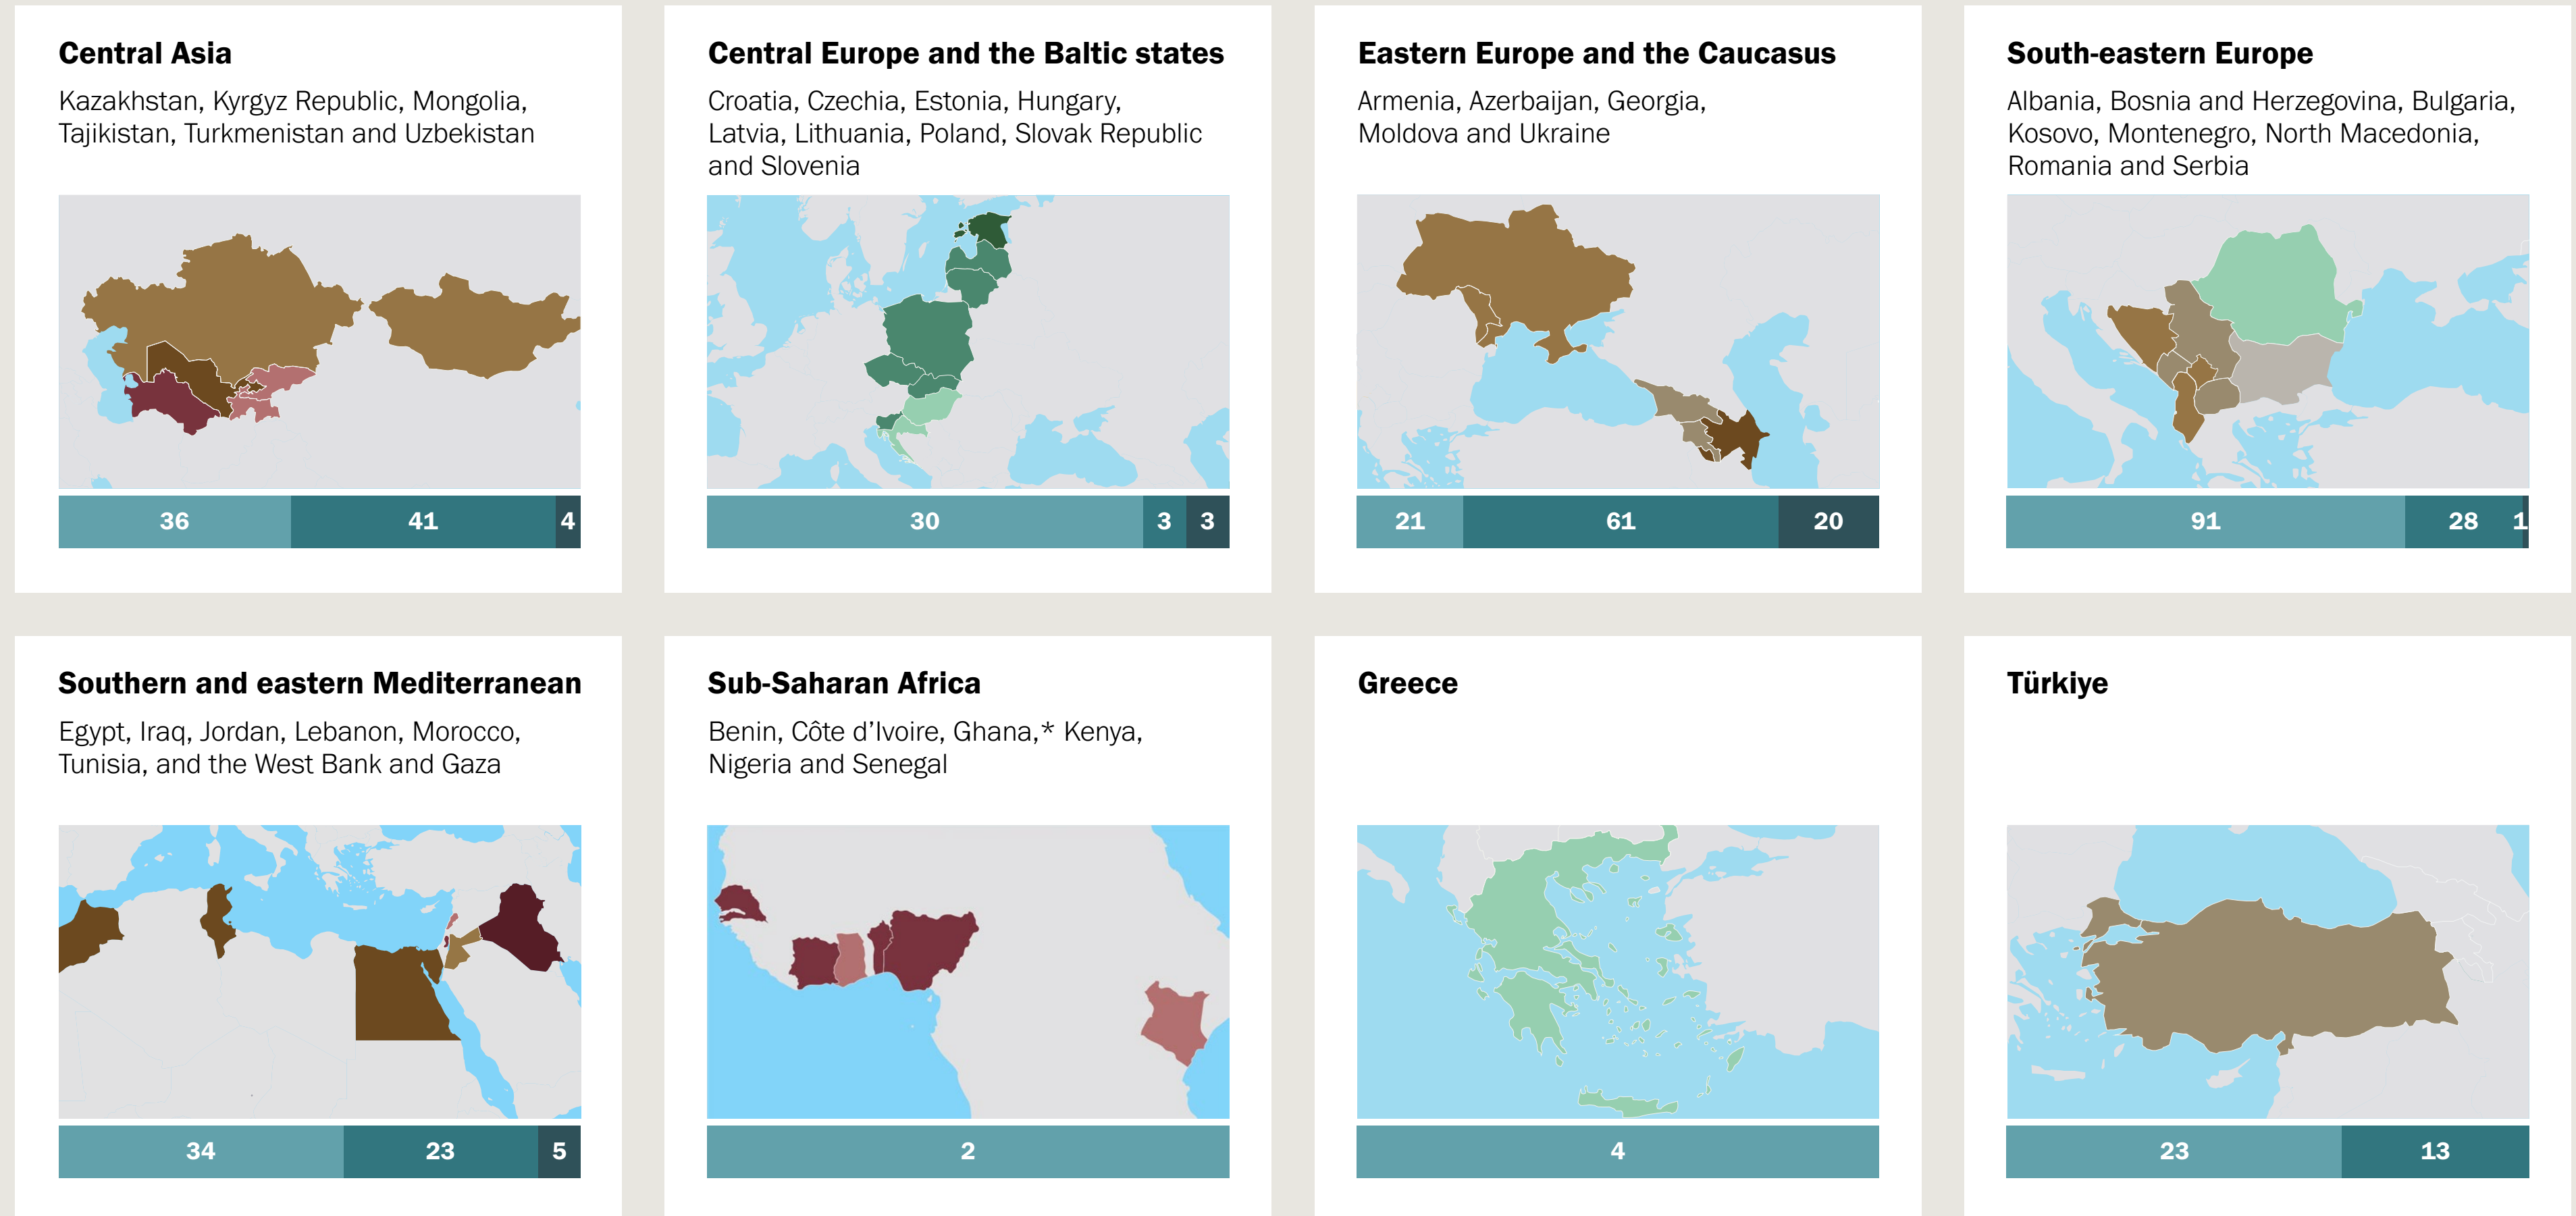 Central Asia
Kazakhstan, Kyrgyz Republic, Mongolia,
Tajikistan, Turkmenistan and Uzbekistan
36 41 4
Central Europe and the Baltic states
Croatia, Czechia, Estonia, Hungary,
Latvia, Lithuania, Poland, Slovak Republic
and Slovenia
30 3 3
Eastern Europe and the Caucasus
Armenia, Azerbaijan, Georgia,
Moldova and Ukraine
21 61 20
South-eastern Europe
Albania, Bosnia and Herzegovina, Bulgaria,
Kosovo, Montenegro, North Macedonia,
Romania and Serbia
91 28 1
Southern and eastern Mediterranean
Egypt, Iraq, Jordan, Lebanon, Morocco,
Tunisia, and the West Bank and Gaza
34 23 5
Sub-Saharan Africa
Benin, Côte d’Ivoire, Ghana,* Kenya,
Nigeria and Senegal
2
Greece
4
Türkiye
23 13